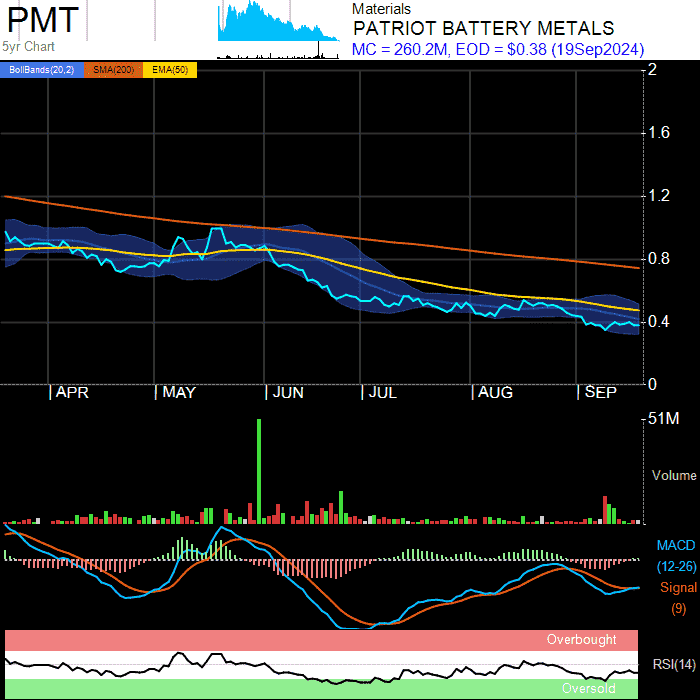 PMT
5yr Chart
Materials
PATRIOT BATTERY METALS
MC = 260.2M, EOD = $0.38 (19Sep2024)
BollBands(20,2) SMA(200) EMA(50)
2
1.6
1.2
0.8
0.4
0
APR MAY JUN JUL AUG SEP
51M
Volume
MACD
(12-26)
Signal
(9)
Overbought
RSI(14)
Oversold